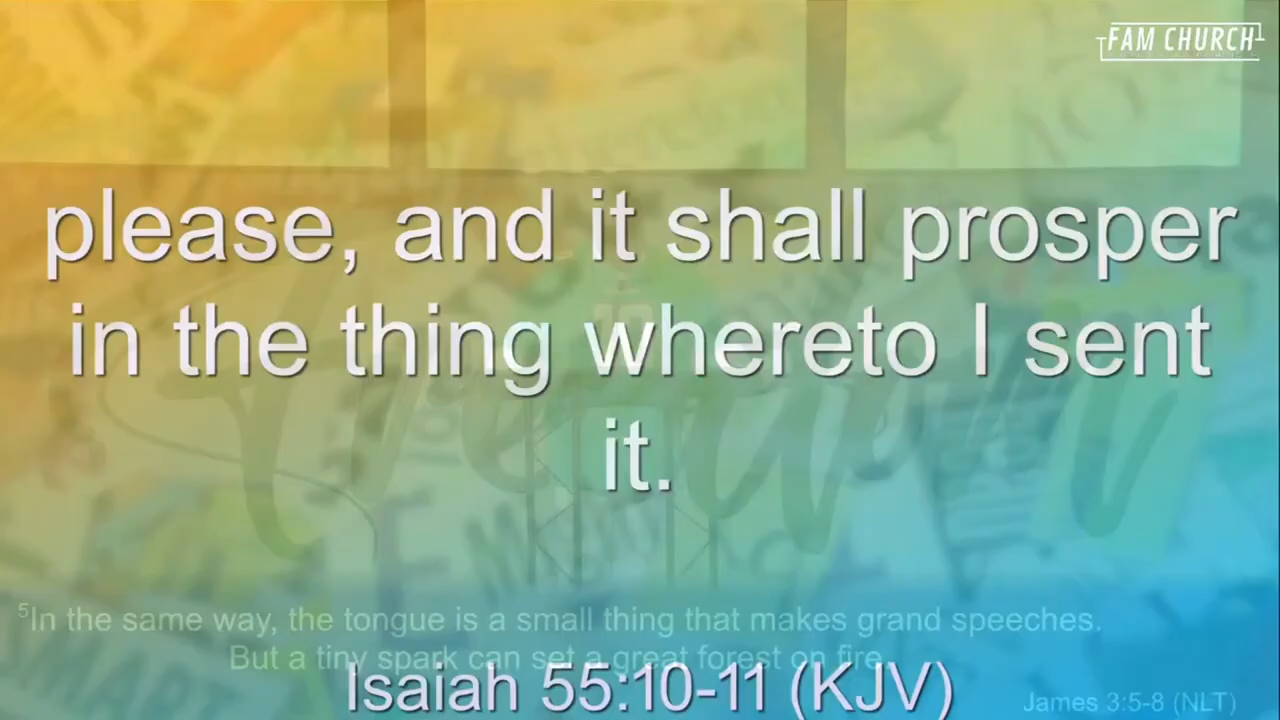 FAM CHURCH
please, and it shall prosper
in the thing whereto I sent
it.
5In the same way, the tongue is a small thing that makes grand speeches.
But a tiny spark can set a great forest on fire.
Isaiah 55:10-11 (KJV)
James 3:5-8 (NLT)